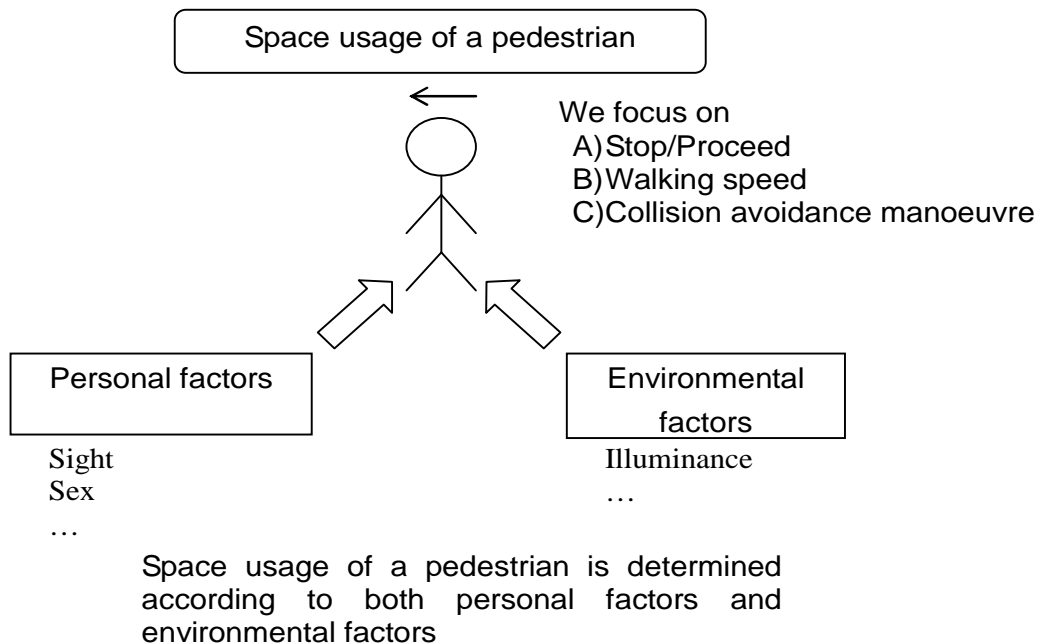 Space usage of a pedestrian
We focus on
A)Stop/Proceed
B)Walking speed
C)Collision avoidance manoeuvre
Personal factors
Environmental
factors
Sight
Sex
…
Illuminance
…
Space usage of a pedestrian is determined
according to both personal factors and
environmental factors